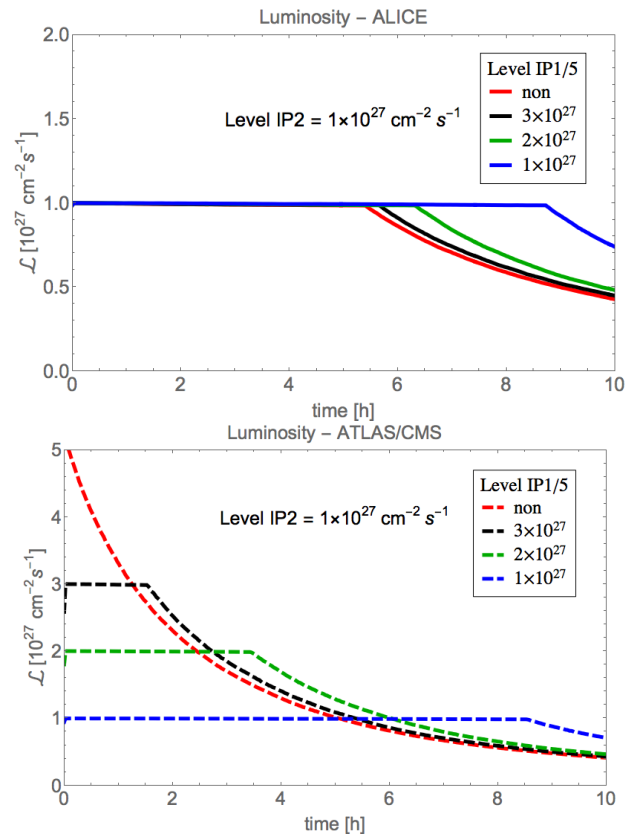 Luminosity – ALICE
2.0
1.5
1.0
0.5
0.0
ℒ [10²⁷ cm⁻² s⁻¹]
Level IP2 = 1×10²⁷ cm⁻² s⁻¹
Level IP1/5
non
3×10²⁷
2×10²⁷
1×10²⁷
0 2 4 6 8 10
time [h]
Luminosity – ATLAS/CMS
5
4
3
2
1
0
ℒ [10²⁷ cm⁻² s⁻¹]
Level IP2 = 1×10²⁷ cm⁻² s⁻¹
Level IP1/5
non
3×10²⁷
2×10²⁷
1×10²⁷
0 2 4 6 8 10
time [h]